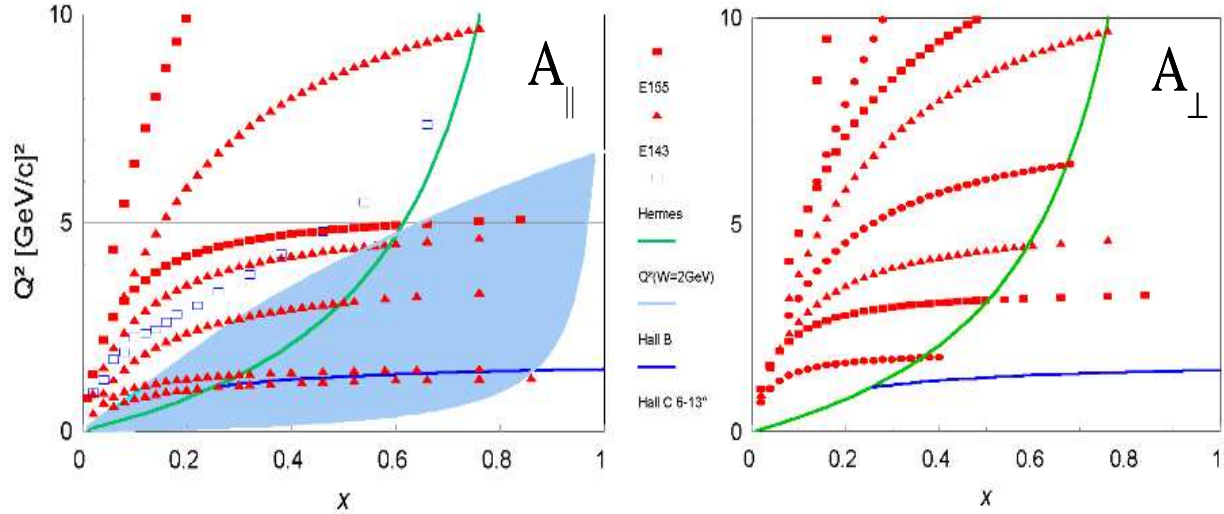 10
5
0
Q² [GeV/c]²
A||
0
0.2
0.4
0.6
0.8
1
x
E155
E143
Hermes
Q²(W=2GeV)
Hall B
Hall C 6-13°
10
5
0
A⊥
0
0.2
0.4
0.6
0.8
1
x